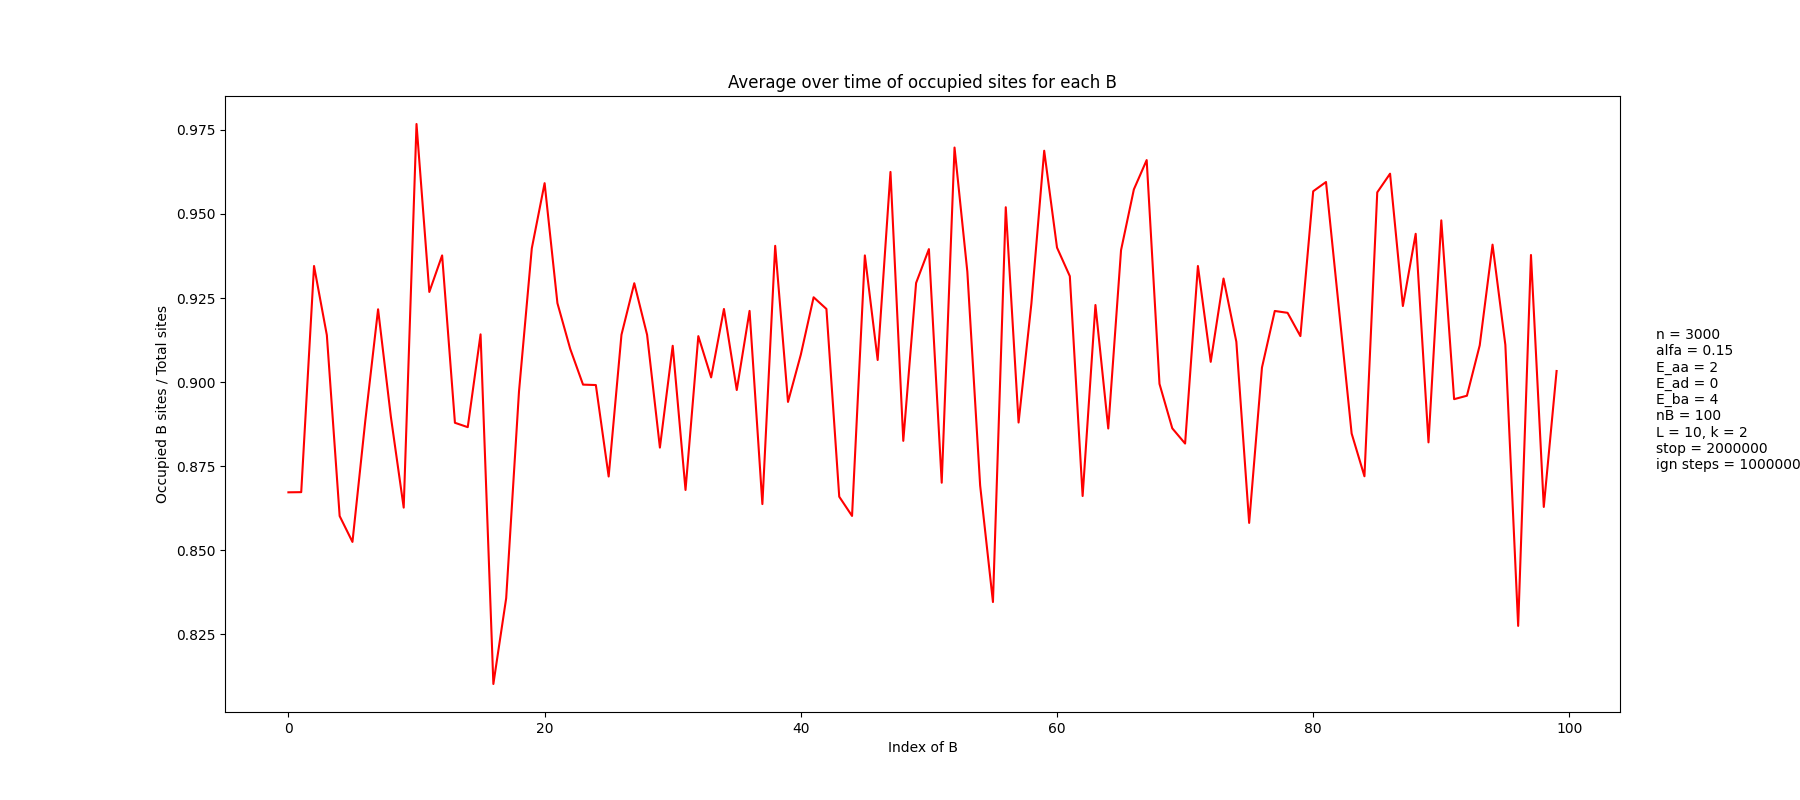 Average over time of occupied sites for each B
0.975
0.950
0.925
0.900
0.875
0.850
0.825
Occupied B sites / Total sites
0 20 40 60 80 100
Index of B
n = 3000
alfa = 0.15
E_aa = 2
E_ad = 0
E_ba = 4
nB = 100
L = 10, k = 2
stop = 2000000
ign steps = 1000000